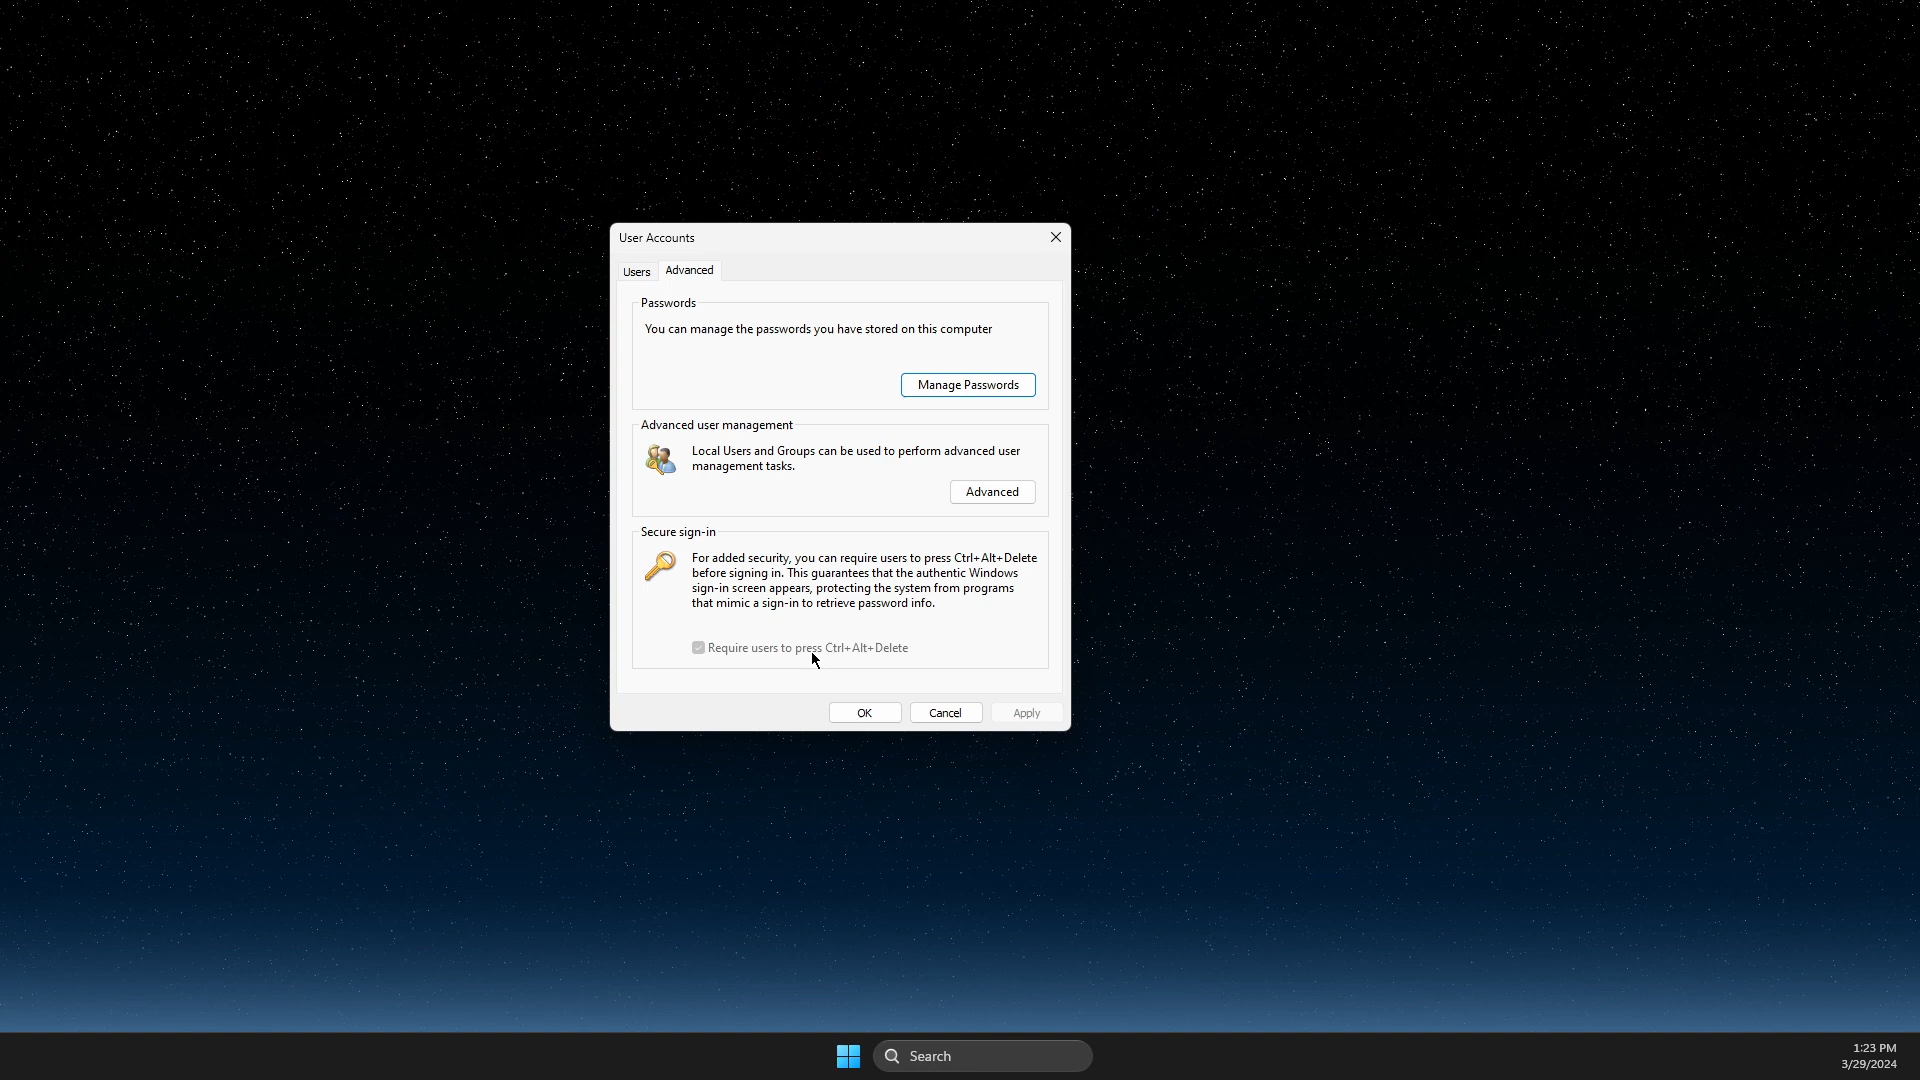 User Accounts
Users
Advanced
Passwords
You can manage the passwords you have stored on this computer
Manage Passwords
Advanced user management
Local Users and Groups can be used to perform advanced user
management tasks.
Advanced
Secure sign-in
For added security, you can require users to press Ctrl+Alt+Delete
before signing in. This guarantees that the authentic Windows
sign-in screen appears, protecting the system from programs
that mimic a sign-in to retrieve password info.
Require users to press Ctrl+Alt+Delete
OK
Cancel
Apply
Search
1:23 PM
3/29/2024